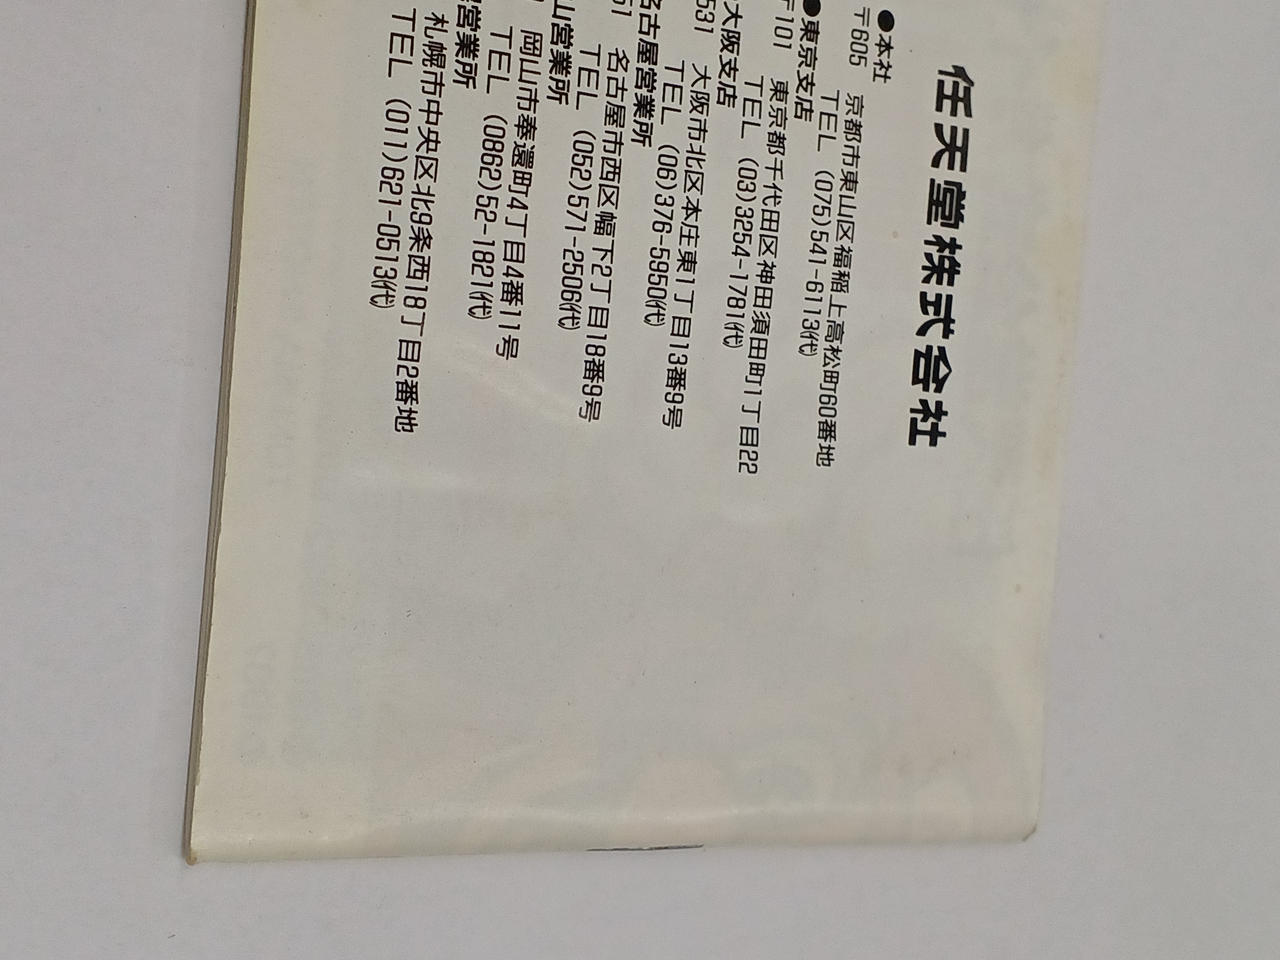 任天堂株式会社
●本社
〒605 京都市東山区福稲上高松町60番地
TEL (075)541-6113(代)
●東京支店
〒101 東京都千代田区神田須田町1丁目22
TEL (03)3254-1781(代)
大阪支店
531 大阪市北区本庄東1丁目13番9号
TEL (06)376-5950(代)
名古屋営業所
51 名古屋市西区幅下2丁目18番9号
TEL (052)571-2506(代)
山営業所
岡山市奉還町4丁目4番11号
TEL (0862)52-1821(代)
営業所
札幌市中央区北9条西18丁目2番地
TEL (011)621-0513(代)